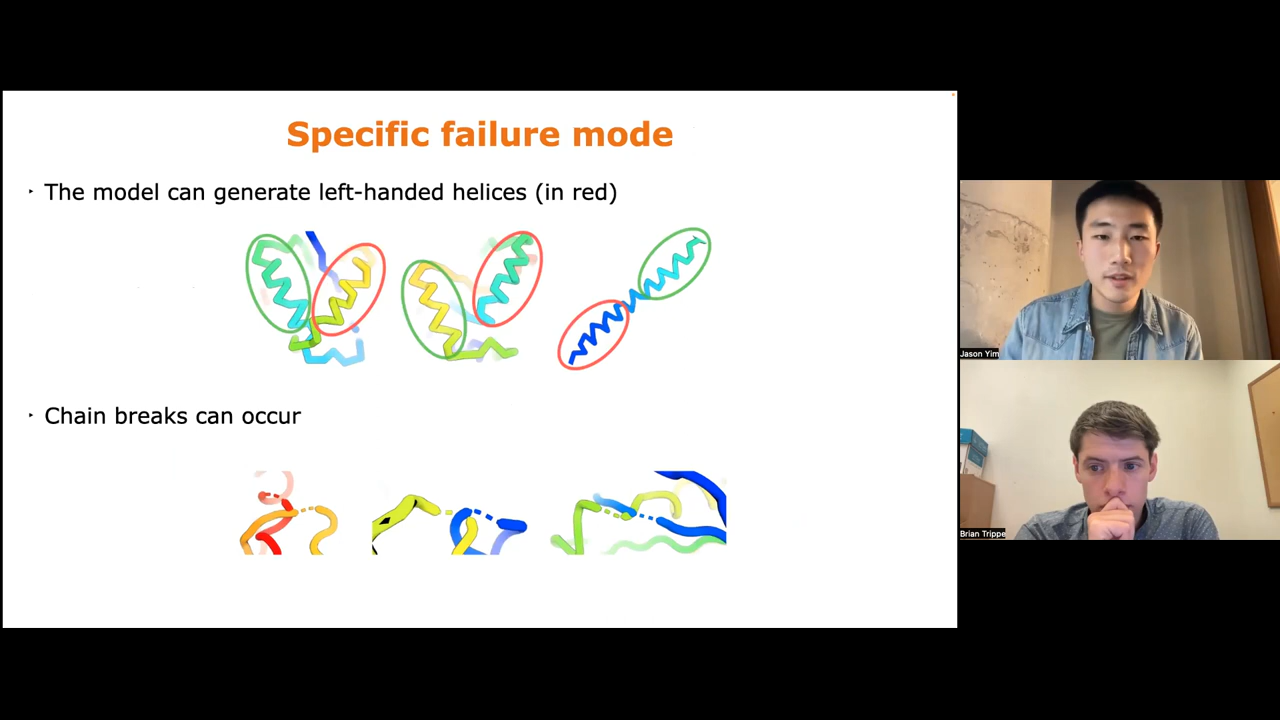 Specific failure mode
‣ The model can generate left-handed helices (in red)
‣ Chain breaks can occur
Jason Yim
Brian Trippe